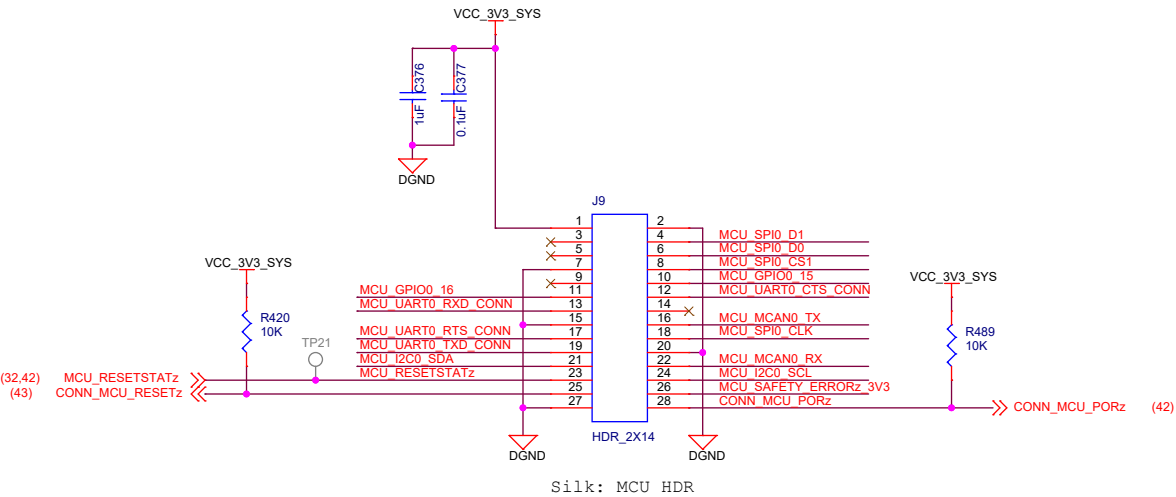 VCC_3V3_SYS
C376
C377
1uF
0.1uF
DGND
J9
1 2
3 4 MCU_SPI0_D1
5 6 MCU_SPI0_D0
7 8 MCU_SPI0_CS1
VCC_3V3_SYS
9 10 MCU_GPIO0_15
VCC_3V3_SYS
MCU_GPIO0_16 11 12 MCU_UART0_CTS_CONN
MCU_UART0_RXD_CONN 13 14
R420
10K
15 16 MCU_MCAN0_TX
R489
10K
MCU_UART0_RTS_CONN 17 18 MCU_SPI0_CLK
TP21
MCU_UART0_TXD_CONN 19 20
MCU_I2C0_SDA 21 22 MCU_MCAN0_RX
(32,42) MCU_RESETSTATz MCU_RESETSTATz 23 24 MCU_I2C0_SCL
(43) CONN_MCU_RESETz 25 26 MCU_SAFETY_ERRORz_3V3
27 28 CONN_MCU_PORz CONN_MCU_PORz (42)
HDR_2X14
DGND
DGND
Silk: MCU HDR